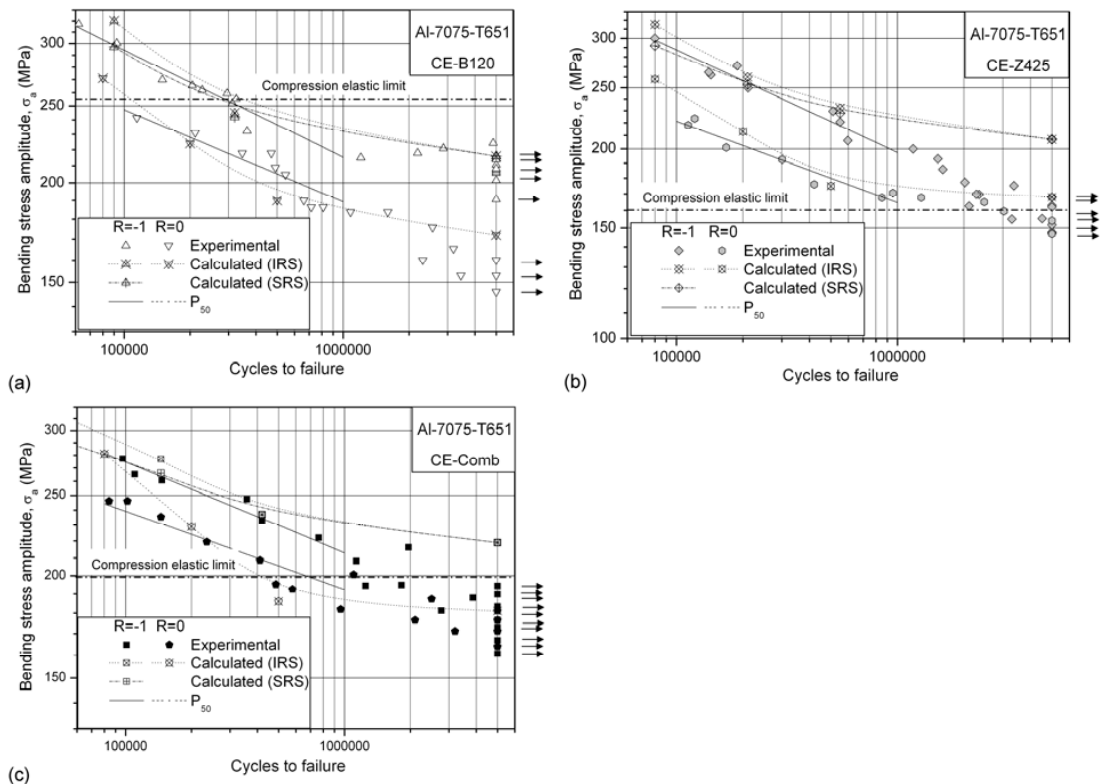 Al-7075-T651
CE-B120
300
250
200
150
Bending stress amplitude, σa (MPa)
Compression elastic limit
R=-1 R=0
Experimental
Calculated (IRS)
Calculated (SRS)
P50
100000
1000000
Cycles to failure
(a)
Al-7075-T651
CE-Z425
300
250
200
150
100
Bending stress amplitude, σa (MPa)
Compression elastic limit
R=-1 R=0
Experimental
Calculated (IRS)
Calculated (SRS)
P50
100000
1000000
Cycles to failure
(b)
Al-7075-T651
CE-Comb
300
250
200
150
Bending stress amplitude, σa (MPa)
Compression elastic limit
R=-1 R=0
Experimental
Calculated (IRS)
Calculated (SRS)
P50
100000
1000000
Cycles to failure
(c)